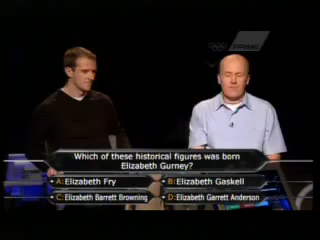 PRIME
Which of these historical figures was born
Elizabeth Gurney?
A: Elizabeth Fry
B: Elizabeth Gaskell
C: Elizabeth Barrett Browning
D: Elizabeth Garrett Anderson